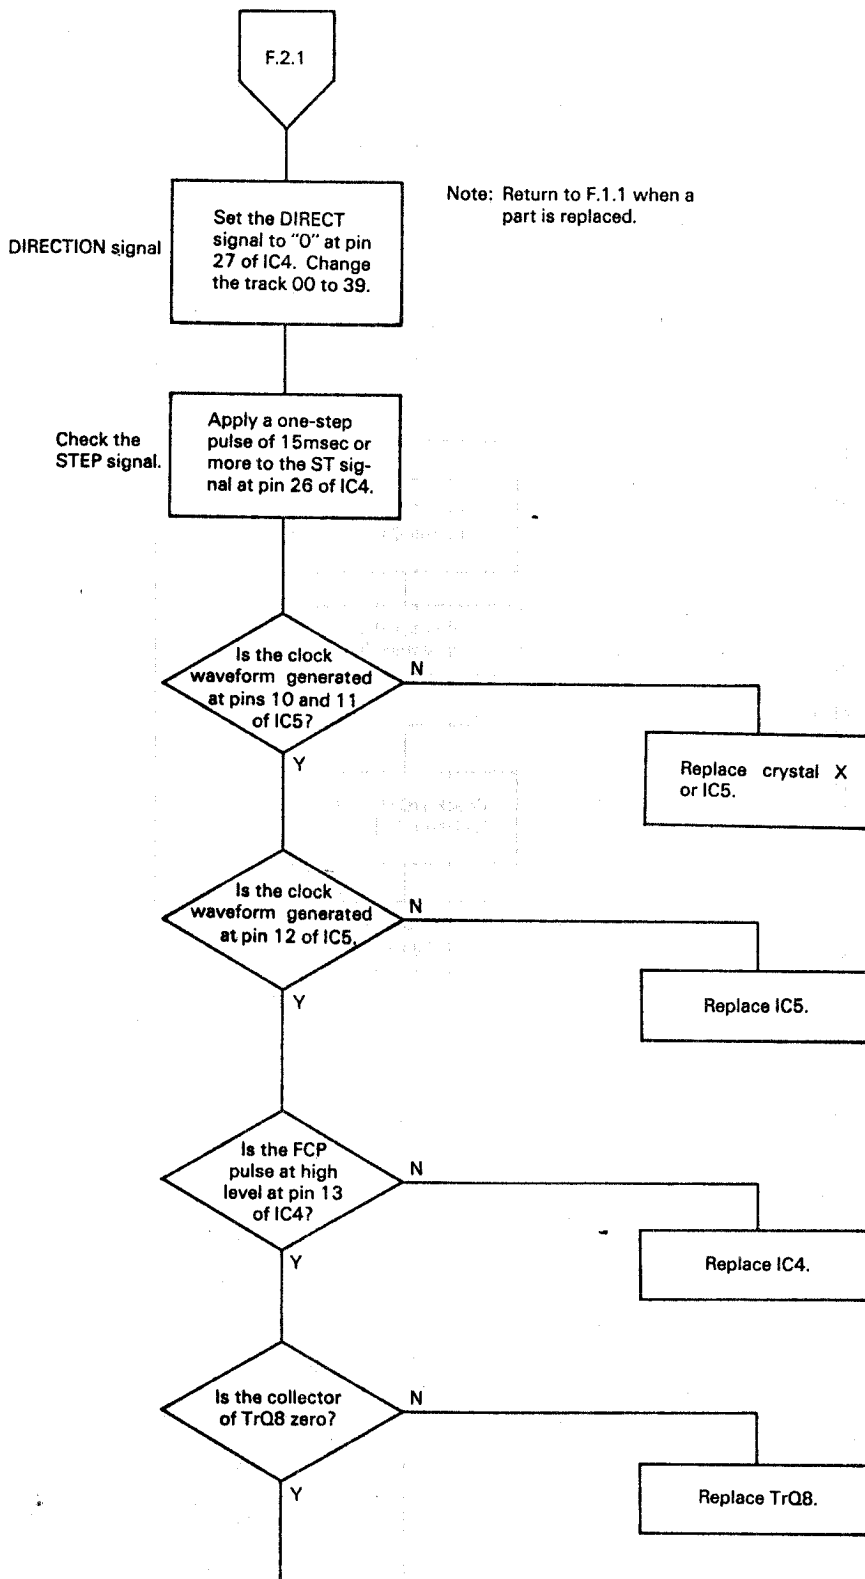 F.2.1
Note: Return to F.1.1 when a
part is replaced.
DIRECTION signal
Set the DIRECT
signal to "0" at pin
27 of IC4. Change
the track 00 to 39.
Check the
STEP signal.
Apply a one-step
pulse of 15msec or
more to the ST sig-
nal at pin 26 of IC4.
Is the clock
waveform generated
at pins 10 and 11
of IC5?
N
Y
Replace crystal X
or IC5.
Is the clock
waveform generated
at pin 12 of IC5.
N
Y
Replace IC5.
Is the FCP
pulse at high
level at pin 13
of IC4?
N
Y
Replace IC4.
Is the collector
of TrQ8 zero?
N
Y
Replace TrQ8.